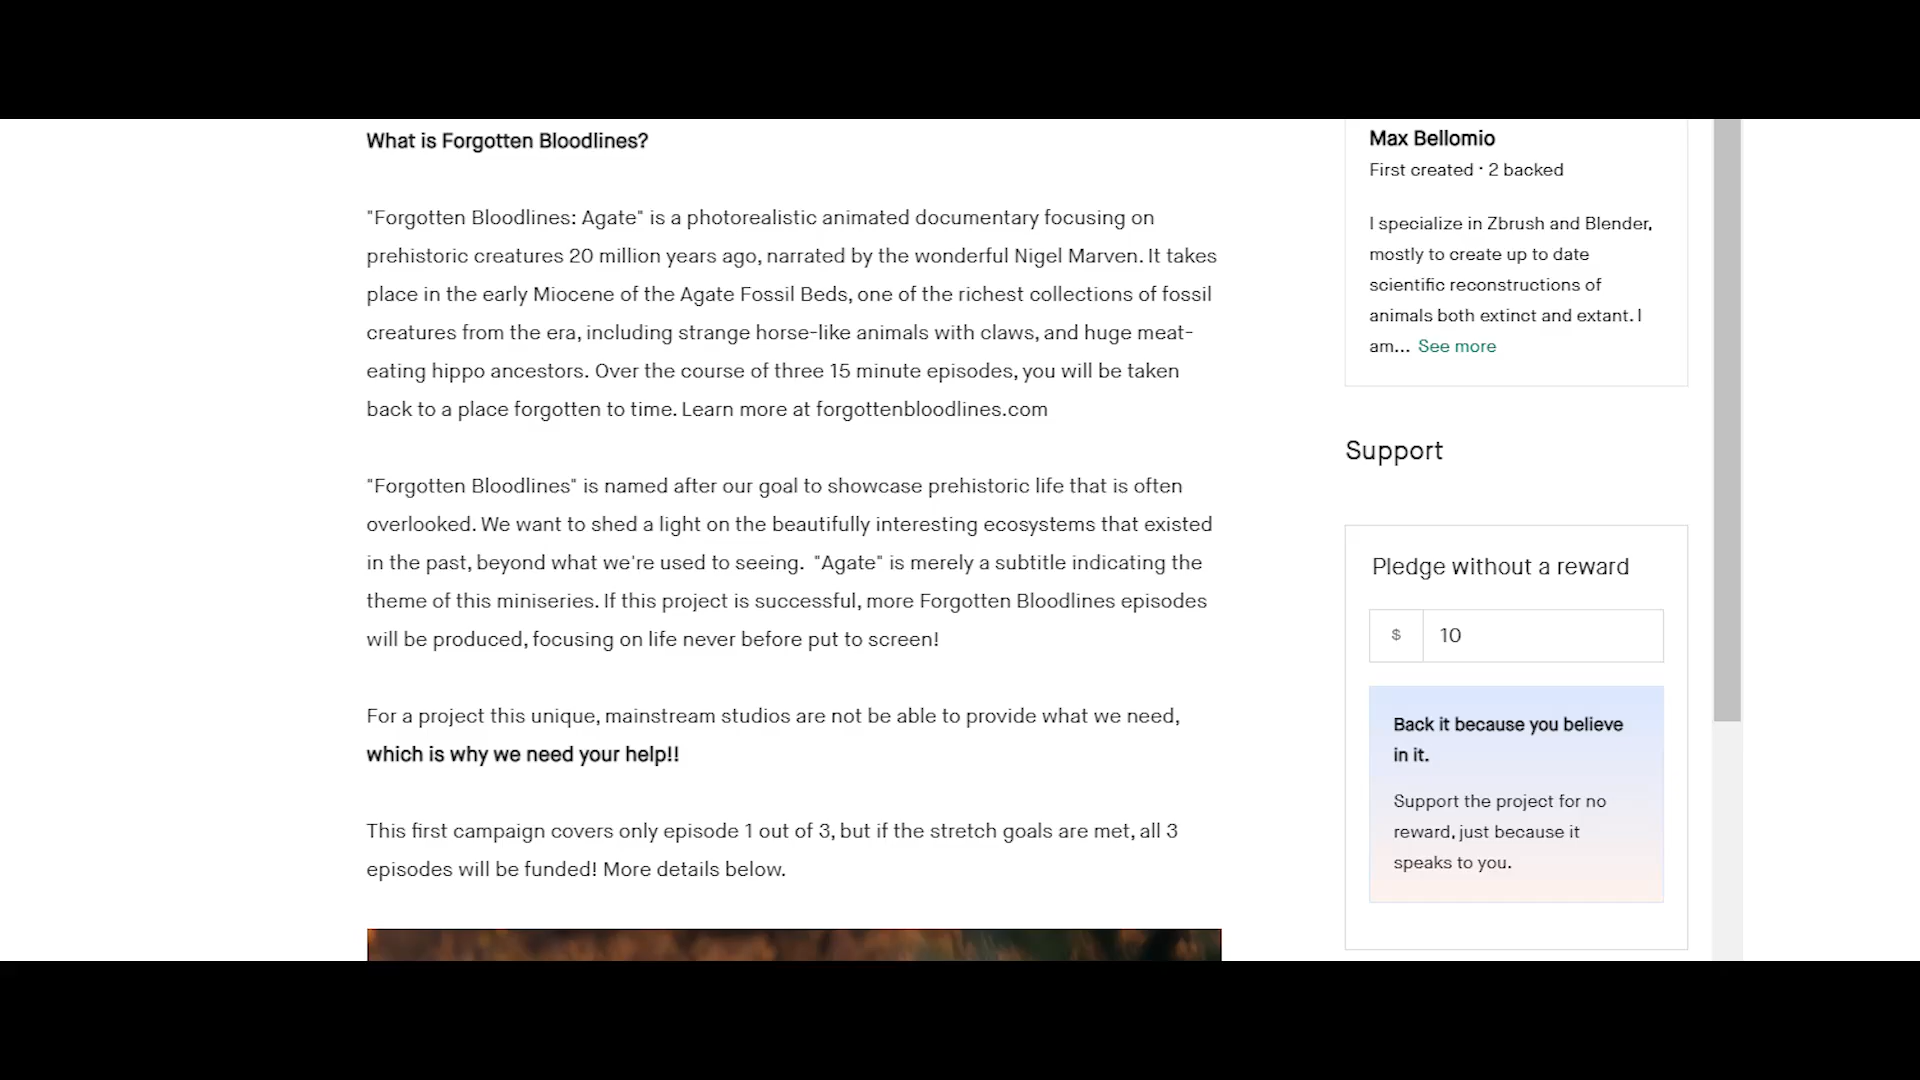 What is Forgotten Bloodlines?
"Forgotten Bloodlines: Agate" is a photorealistic animated documentary focusing on
prehistoric creatures 20 million years ago, narrated by the wonderful Nigel Marven. It takes
place in the early Miocene of the Agate Fossil Beds, one of the richest collections of fossil
creatures from the era, including strange horse-like animals with claws, and huge meat-
eating hippo ancestors. Over the course of three 15 minute episodes, you will be taken
back to a place forgotten to time. Learn more at forgottenbloodlines.com
"Forgotten Bloodlines" is named after our goal to showcase prehistoric life that is often
overlooked. We want to shed a light on the beautifully interesting ecosystems that existed
in the past, beyond what we're used to seeing.  "Agate" is merely a subtitle indicating the
theme of this miniseries. If this project is successful, more Forgotten Bloodlines episodes
will be produced, focusing on life never before put to screen!
For a project this unique, mainstream studios are not be able to provide what we need,
which is why we need your help!!
This first campaign covers only episode 1 out of 3, but if the stretch goals are met, all 3
episodes will be funded! More details below.
Max Bellomio
First created · 2 backed
I specialize in Zbrush and Blender,
mostly to create up to date
scientific reconstructions of
animals both extinct and extant. I
am... See more
Support
Pledge without a reward
$ 10
Back it because you believe
in it.
Support the project for no
reward, just because it
speaks to you.